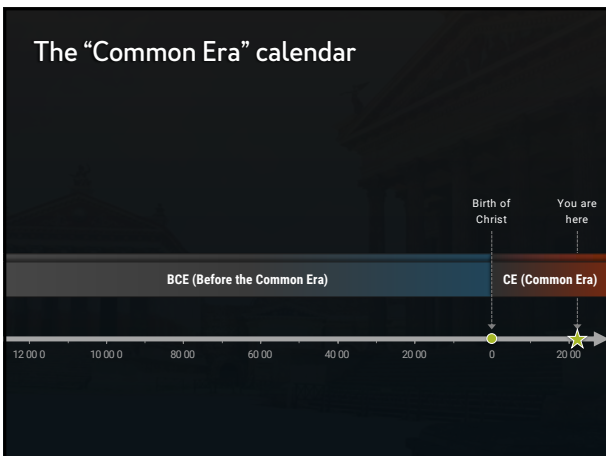 The “Common Era” calendar
Birth of
Christ
You are
here
BCE (Before the Common Era)
CE (Common Era)
12 00 0 10 00 0 80 00 60 00 40 00 20 00 0 20 00